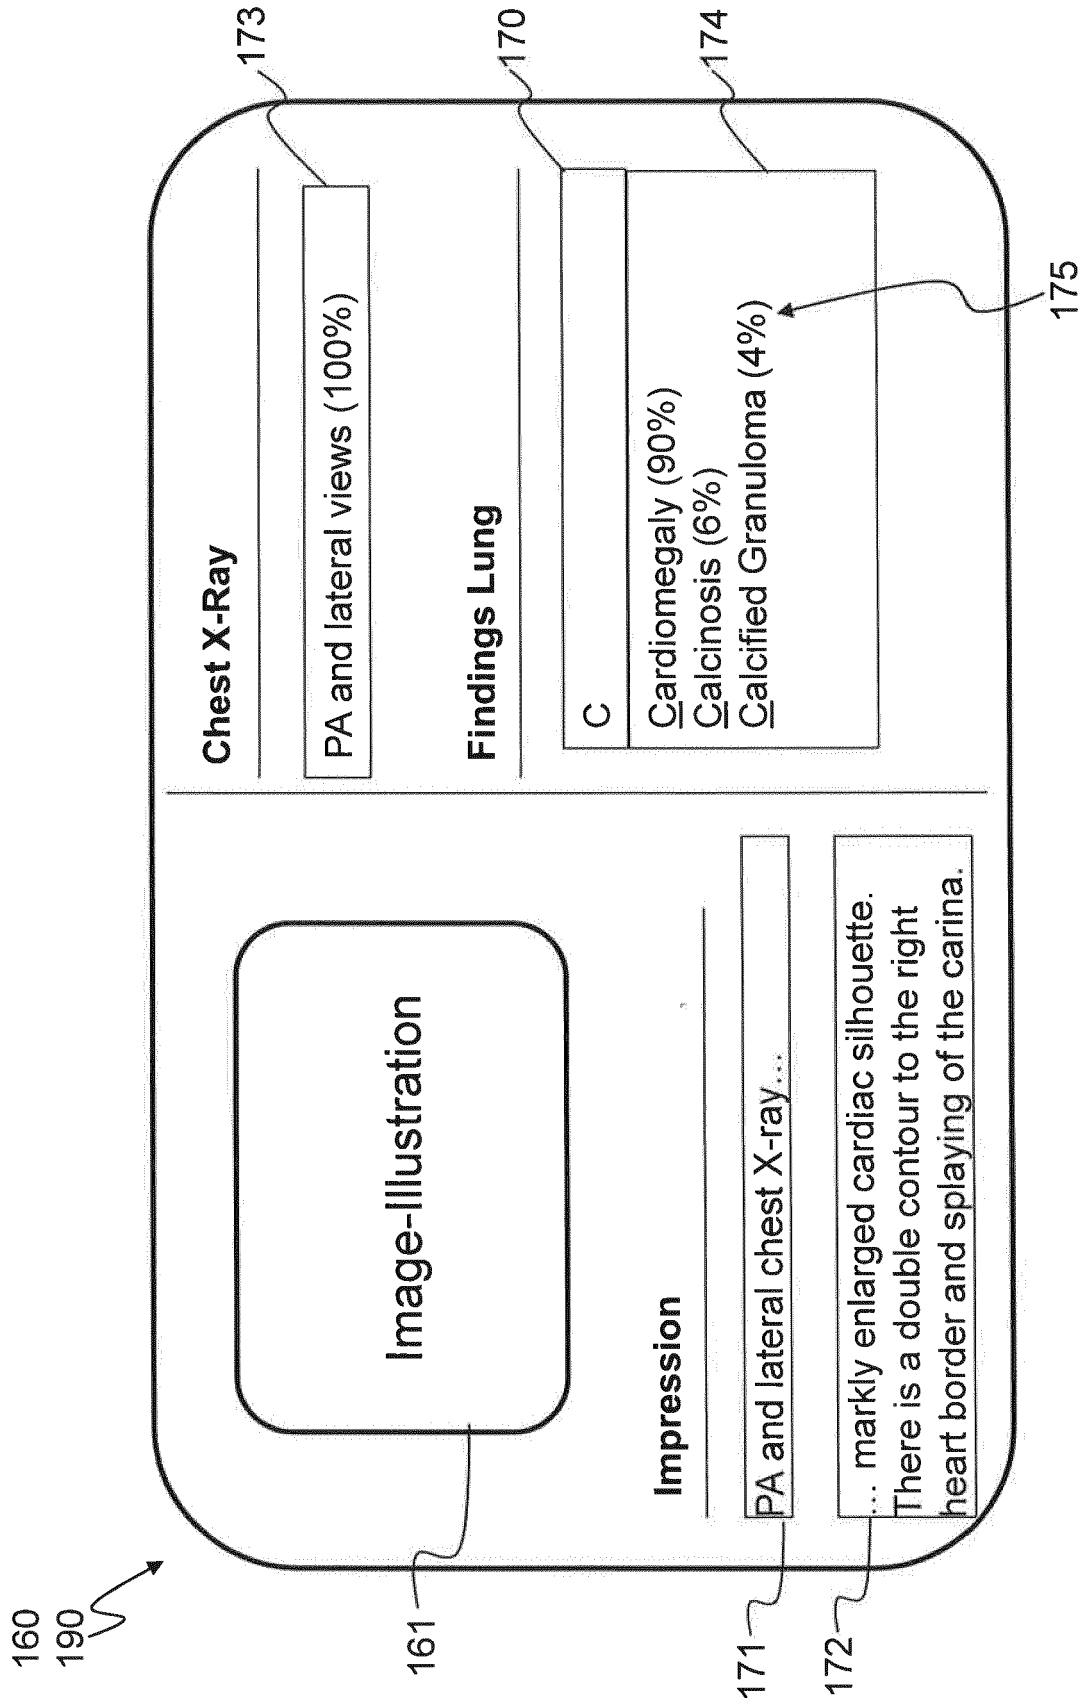 160
190
161
Image-Illustration
Impression
171
PA and lateral chest X-ray...
172
... markly enlarged cardiac silhouette.
There is a double contour to the right
heart border and splaying of the carina.
Chest X-Ray
173
PA and lateral views (100%)
Findings Lung
170
C
174
Cardiomegaly (90%)
Calcinosis (6%)
Calcified Granuloma (4%)
175